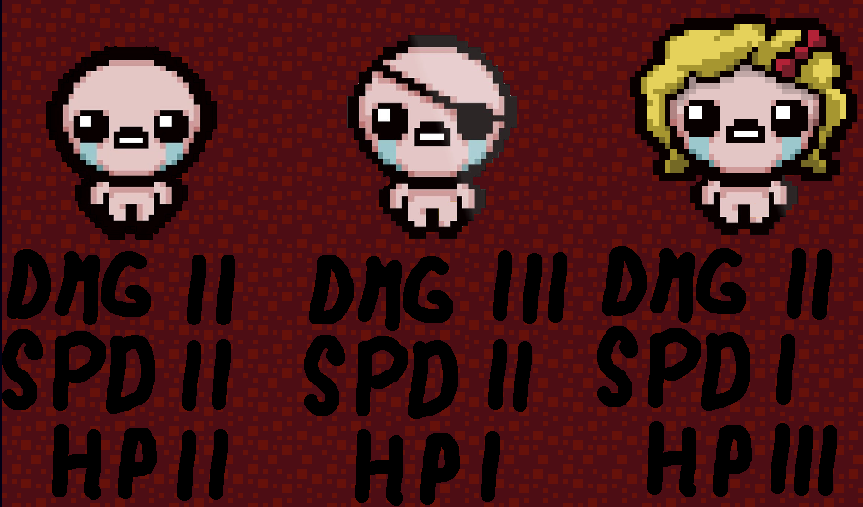 DMG II
SPD II
HP II
DMG III
SPD II
HP I
DMG II
SPD I
HP III